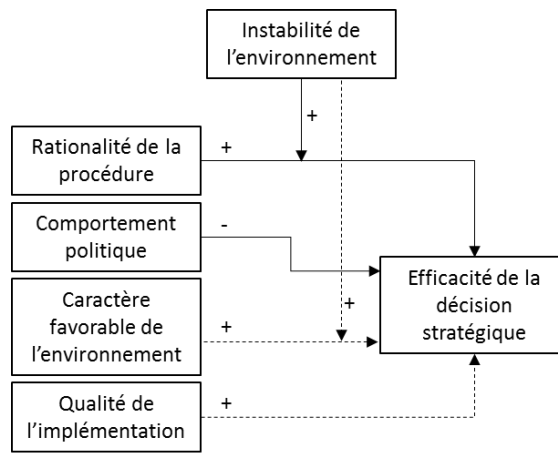 Instabilité de
l'environnement
+
Rationalité de la
procédure
+
Comportement
politique
-
Efficacité de la
décision
stratégique
Caractère
favorable de
l'environnement
+
+
Qualité de
l'implémentation
+